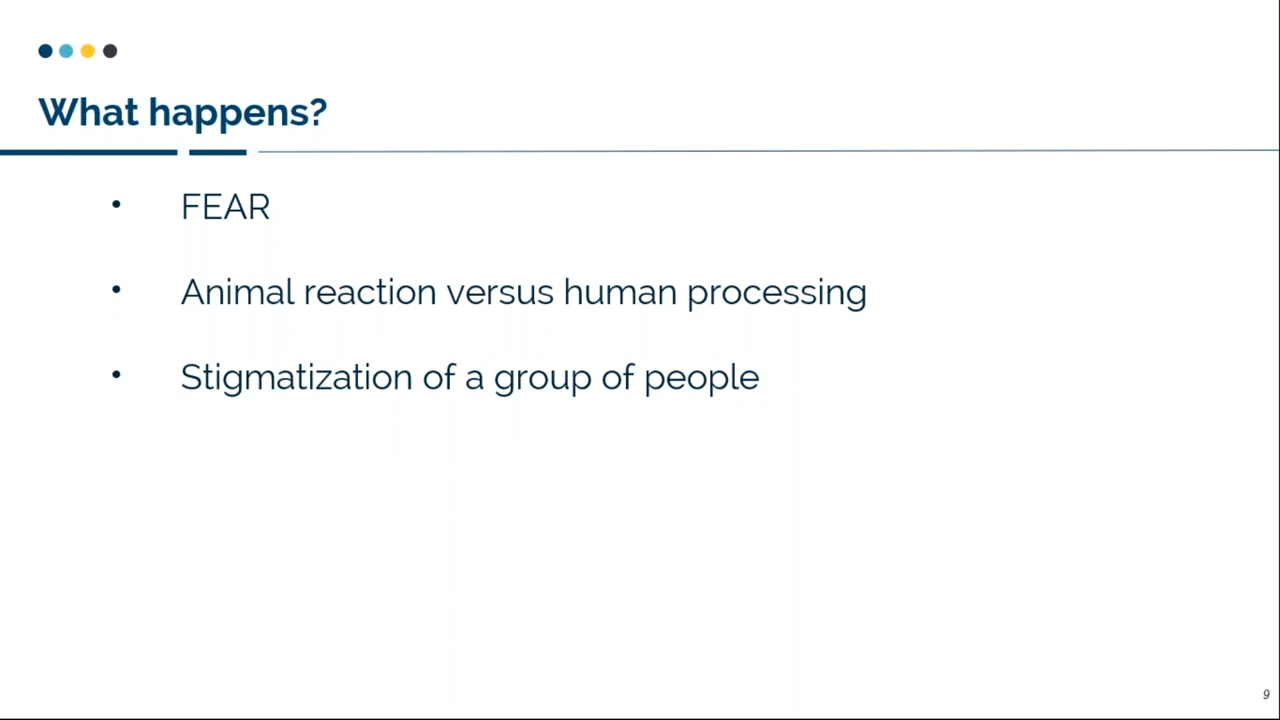 What happens?
• FEAR
• Animal reaction versus human processing
• Stigmatization of a group of people
9